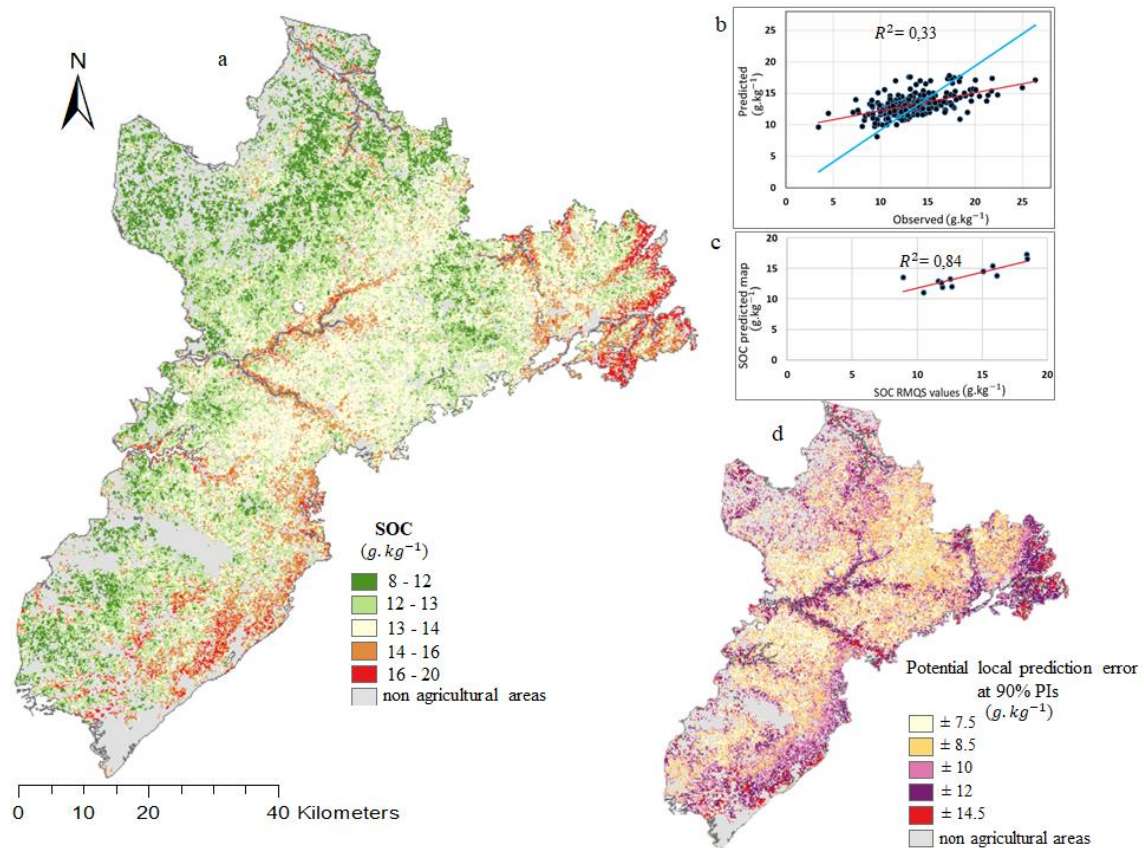 N
a
SOC
(g. kg⁻¹)
8 - 12
12 - 13
13 - 14
14 - 16
16 - 20
non agricultural areas
0 10 20 40 Kilometers
b
R² = 0,33
Predicted
(g.kg⁻¹)
25
20
15
10
5
0
0 5 10 15 20 25
Observed (g.kg⁻¹)
c
R² = 0,84
SOC predicted map
(g.kg⁻¹)
20
15
10
5
0
0 5 10 15 20
SOC RMQS values (g.kg⁻¹)
d
Potential local prediction error
at 90% PIs
(g. kg⁻¹)
± 7.5
± 8.5
± 10
± 12
± 14.5
non agricultural areas